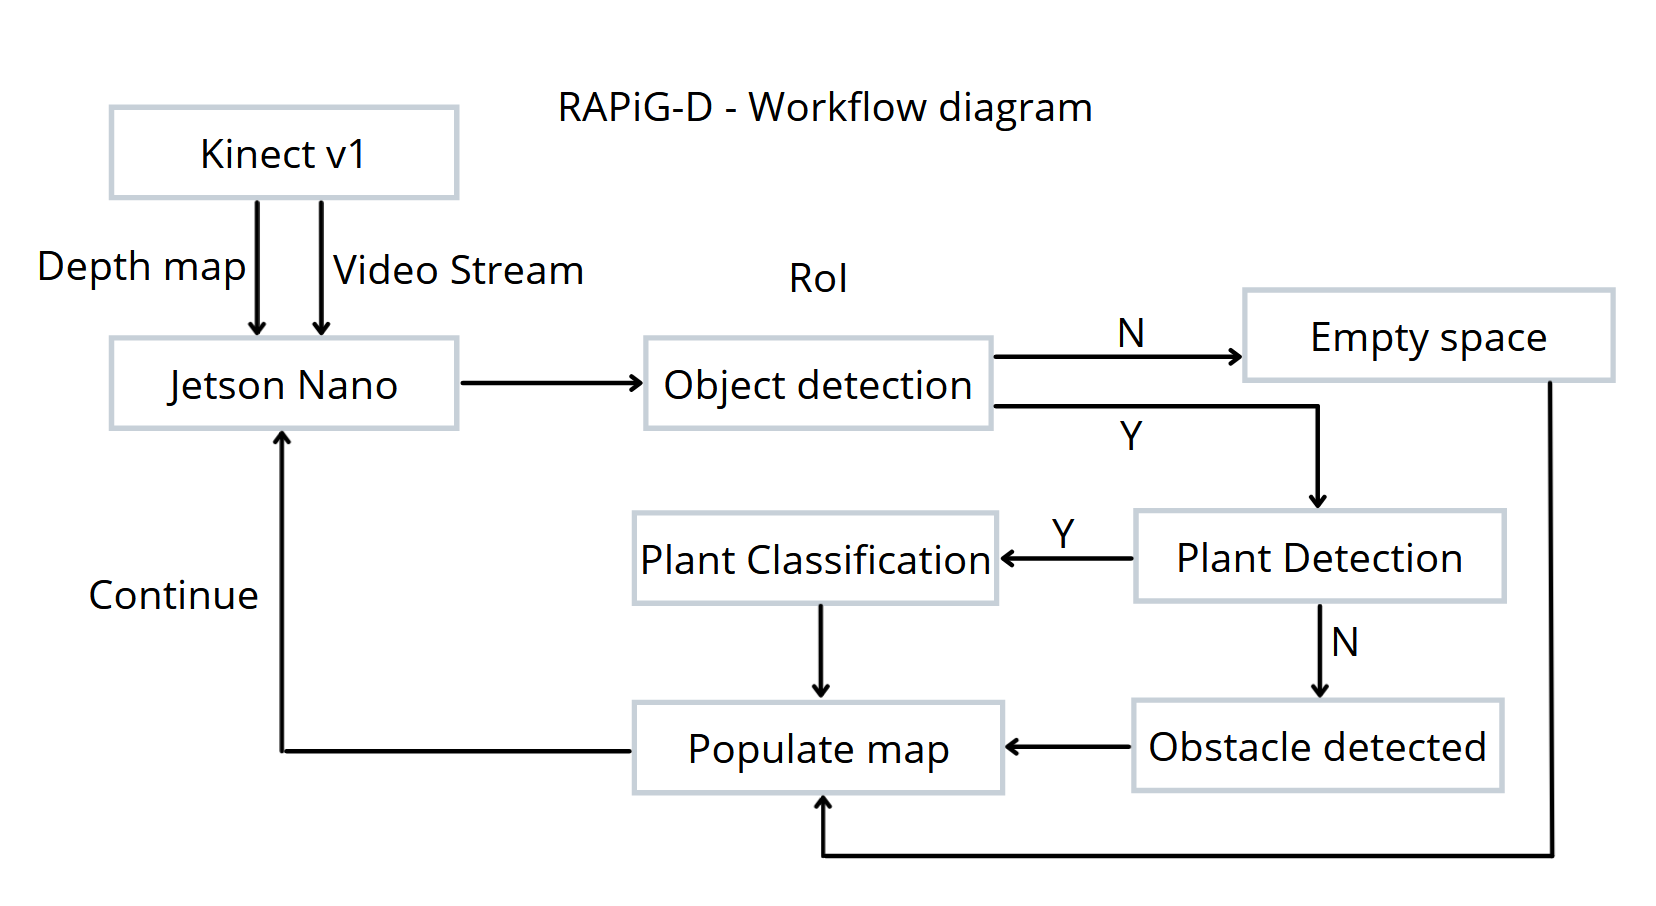 RAPiG-D - Workflow diagram
Kinect v1
Depth map
Video Stream
RoI
Jetson Nano
Object detection
N
Empty space
Y
Plant Classification
Y
Plant Detection
Continue
N
Populate map
Obstacle detected